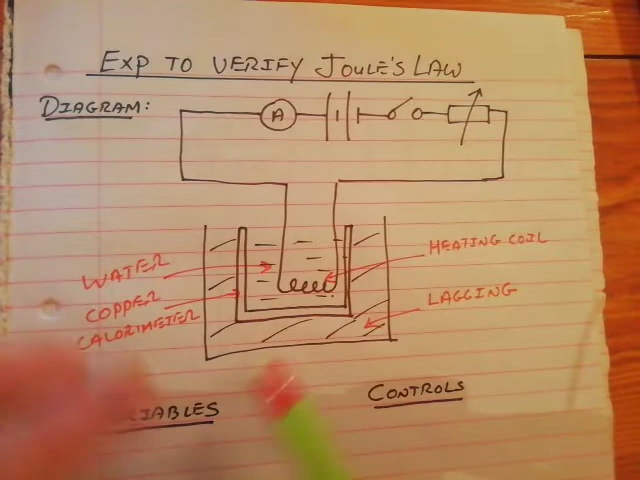 EXP TO VERIFY JOULE'S LAW
DIAGRAM:
A
HEATING COIL
WATER
COPPER
CALORIMETER
LAGGING
CONTROLS